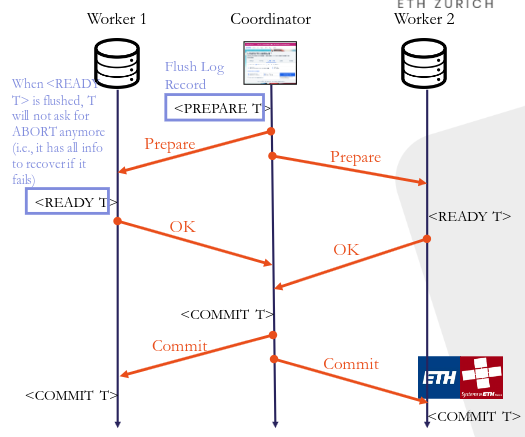 ETH ZURICH
Worker 1
Coordinator
Worker 2
When <READY
T> is flushed, T
will not ask for
ABORT anymore
(i.e., it has all info
to recover if it
fails)
Flush Log
Record
<PREPARE T>
Prepare
Prepare
<READY T>
<READY T>
OK
OK
<COMMIT T>
Commit
Commit
ETH
Systems@ETH
<COMMIT T>
<COMMIT T>